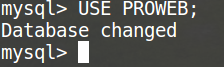 mysql> USE PROWEB;
Database changed
mysql>